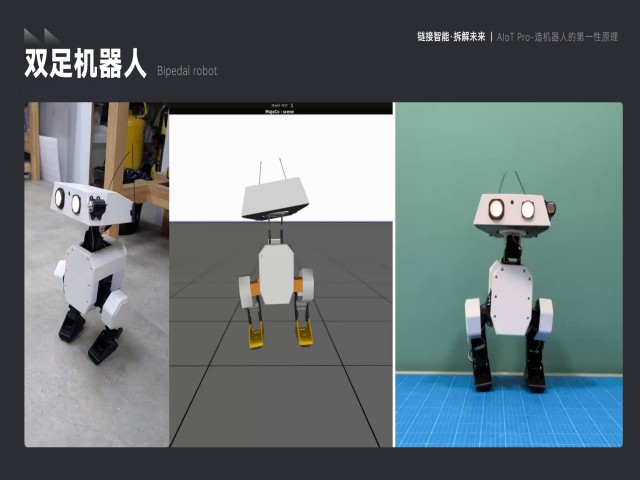 链接智能·拆解未来 | AIoT Pro-造机器人的第一性原理
双足机器人 Bipedal robot
MuJoCo : scene